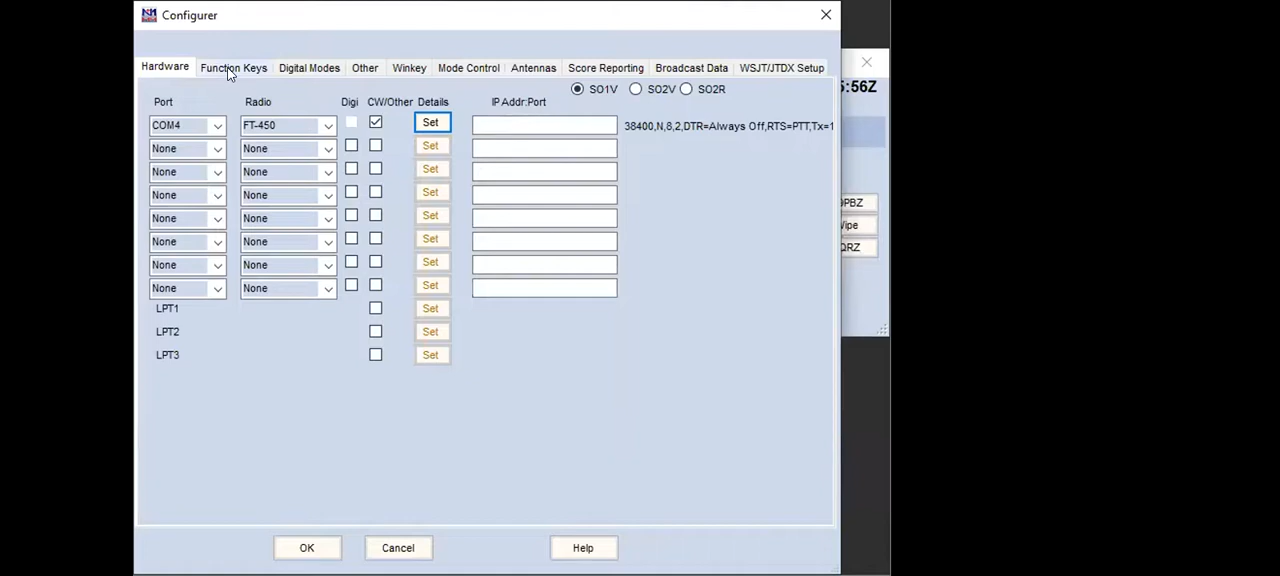 Configurer
Hardware Function Keys Digital Modes Other Winkey Mode Control Antennas Score Reporting Broadcast Data WSJT/JTDX Setup
SO1V SO2V SO2R
Port Radio Digi CW/Other Details IP Addr:Port
COM4 FT-450 Set 38400,N,8,2,DTR=Always Off,RTS=PTT,Tx=1
None None Set
None None Set
None None Set
None None Set
None None Set
None None Set
None None Set
LPT1 Set
LPT2 Set
LPT3 Set
OK Cancel Help
5:56Z
9PBZ
Wipe
QRZ